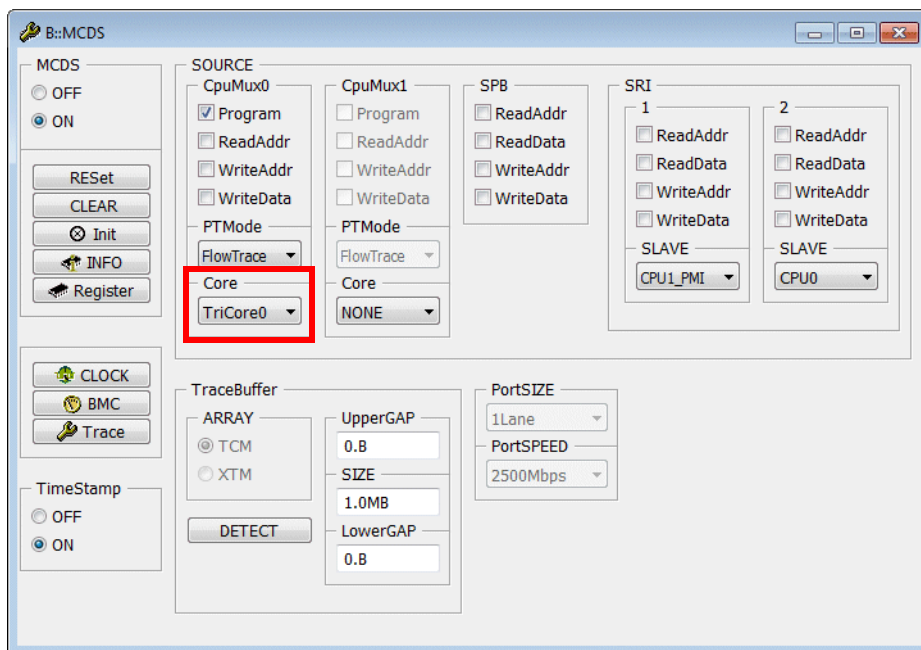 B::MCDS
MCDS
OFF
ON
RESet
CLEAR
Init
INFO
Register
CLOCK
BMC
Trace
TimeStamp
OFF
ON
SOURCE
CpuMux0
Program
ReadAddr
WriteAddr
WriteData
PTMode
FlowTrace
Core
TriCore0
CpuMux1
Program
ReadAddr
WriteAddr
WriteData
PTMode
FlowTrace
Core
NONE
SPB
ReadAddr
ReadData
WriteAddr
WriteData
SRI
1
ReadAddr
ReadData
WriteAddr
WriteData
SLAVE
CPU1_PMI
2
ReadAddr
ReadData
WriteAddr
WriteData
SLAVE
CPU0
TraceBuffer
ARRAY
TCM
XTM
DETECT
UpperGAP
0.B
SIZE
1.0MB
LowerGAP
0.B
PortSIZE
1Lane
PortSPEED
2500Mbps